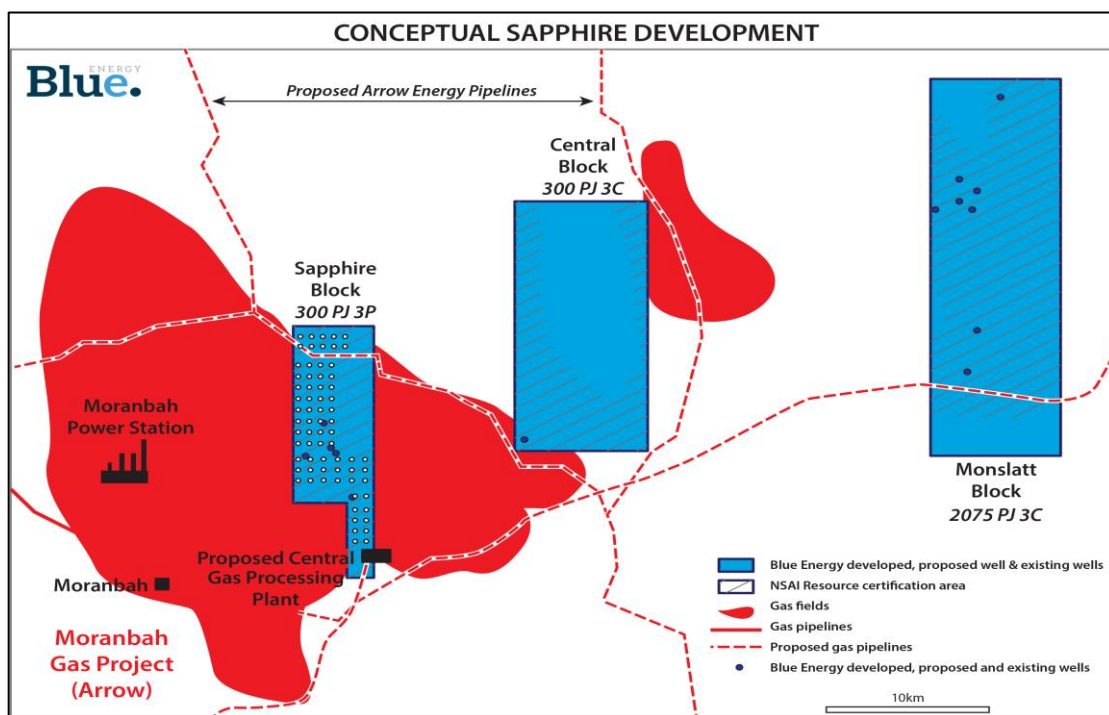 CONCEPTUAL SAPPHIRE DEVELOPMENT
ENERGY
Blue.
Proposed Arrow Energy Pipelines
Central
Block
300 PJ 3C
Sapphire
Block
300 PJ 3P
Moranbah
Power Station
Monslatt
Block
2075 PJ 3C
Proposed Central
Gas Processing
Plant
Moranbah
Moranbah
Gas Project
(Arrow)
Blue Energy developed, proposed well & existing wells
NSAI Resource certification area
Gas fields
Gas pipelines
Proposed gas pipelines
Blue Energy developed, proposed and existing wells
10km